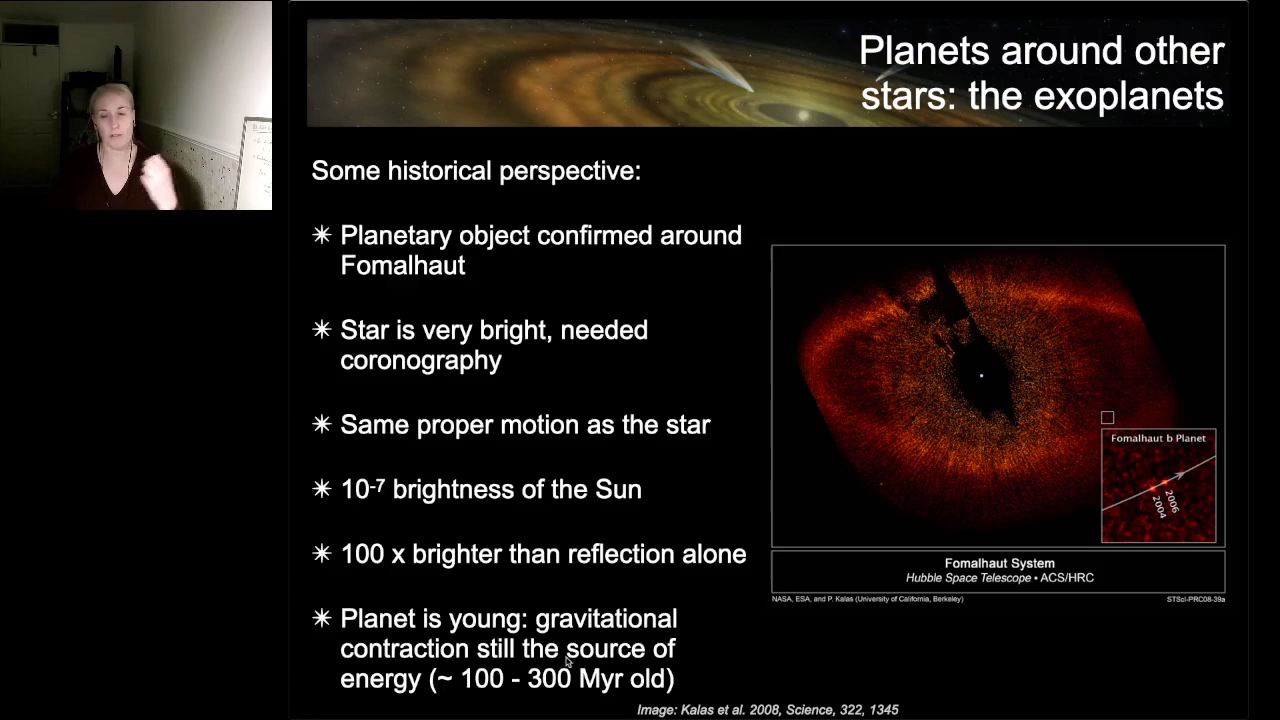 Planets around other
stars: the exoplanets
Some historical perspective:
✴ Planetary object confirmed around
Fomalhaut
✴ Star is very bright, needed
coronography
✴ Same proper motion as the star
✴ 10⁻⁷ brightness of the Sun
✴ 100 x brighter than reflection alone
✴ Planet is young: gravitational
contraction still the source of
energy (~ 100 - 300 Myr old)
Fomalhaut b Planet
2006
2004
Fomalhaut System
Hubble Space Telescope • ACS/HRC
NASA, ESA, and P. Kalas (University of California, Berkeley)
STScI-PRC08-39a
Image: Kalas et al. 2008, Science, 322, 1345